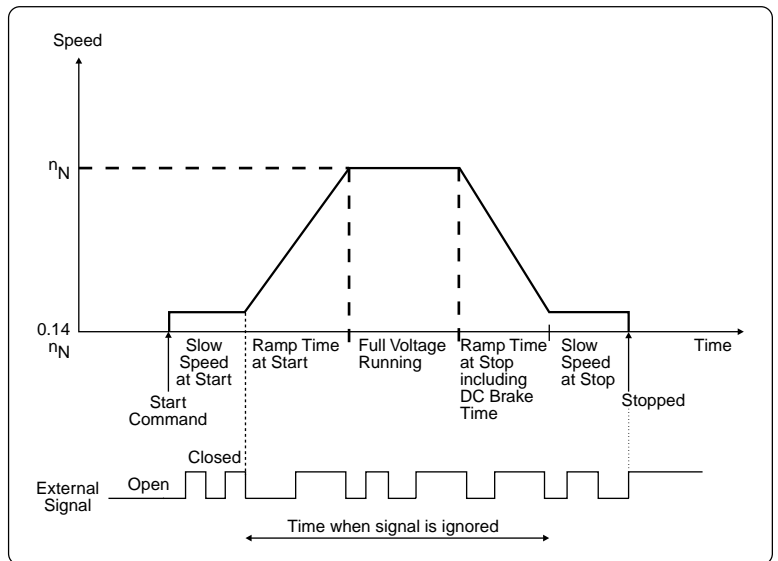 Speed
nN
0.14
nN
Time
Slow
Speed
at Start
Ramp Time
at Start
Full Voltage
Running
Ramp Time
at Stop
including
DC Brake
Time
Slow
Speed
at Stop
Start
Command
Stopped
Closed
Open
External
Signal
Time when signal is ignored